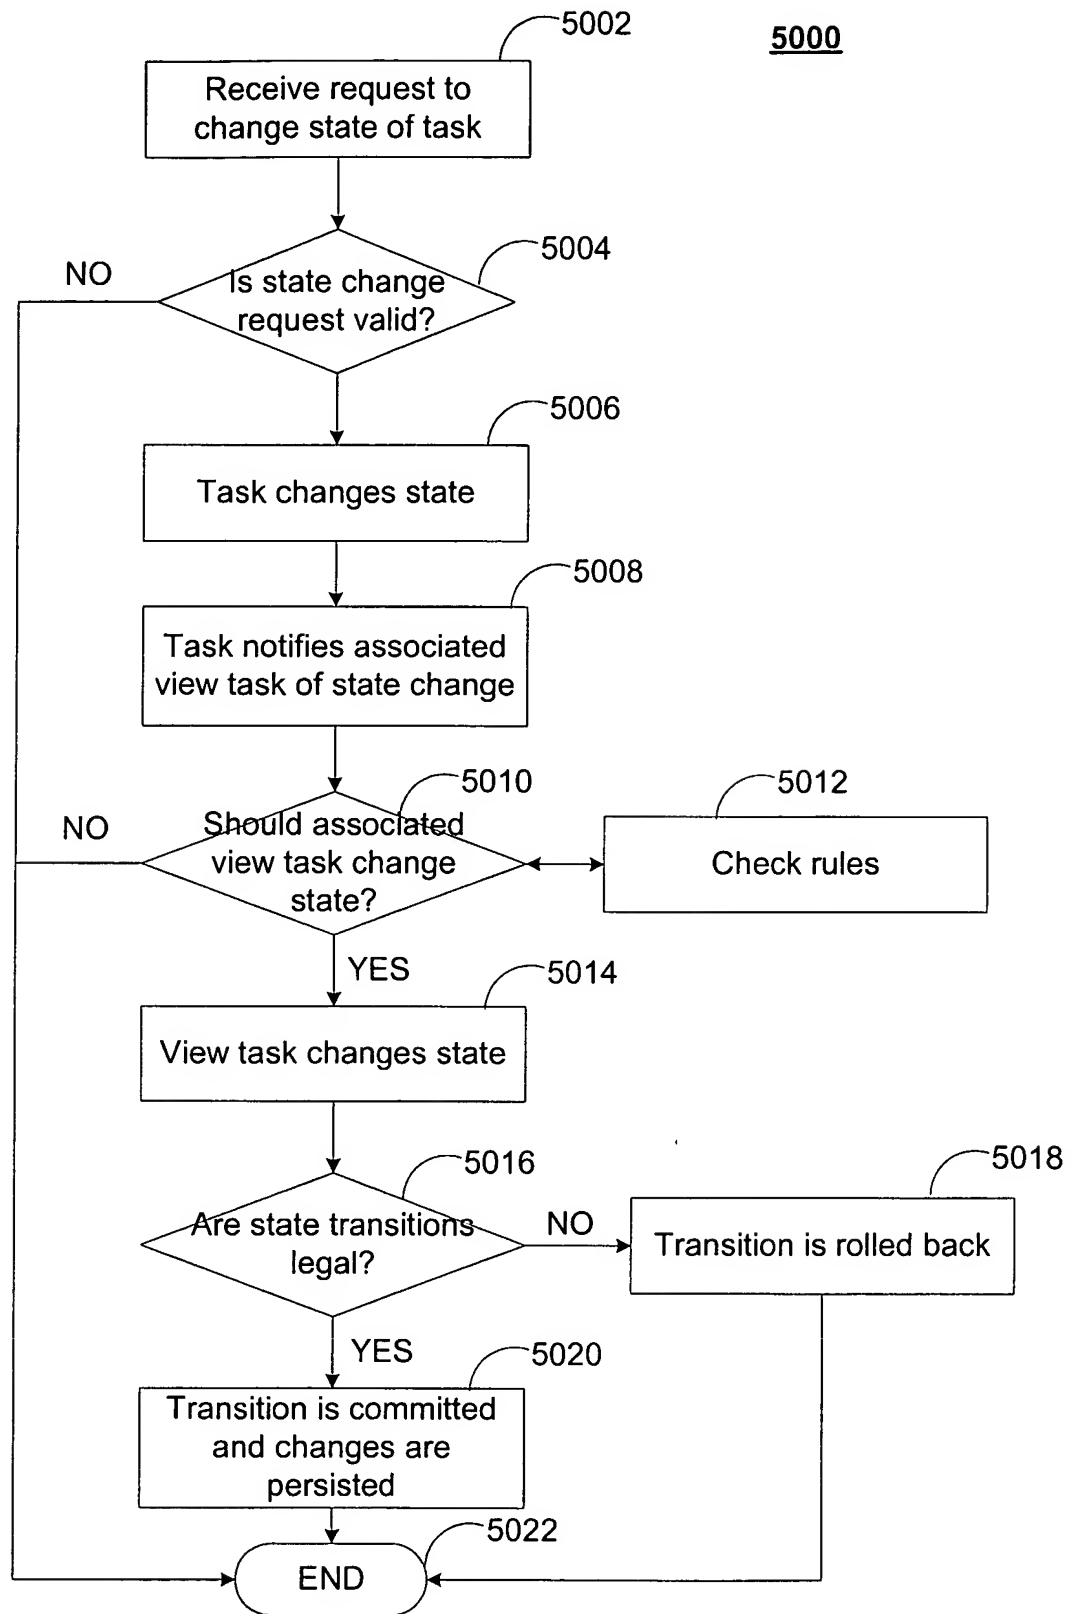 5002
5000
Receive request to
change state of task
5004
NO
Is state change
request valid?
5006
Task changes state
5008
Task notifies associated
view task of state change
5010
5012
NO
Should associated
view task change
state?
Check rules
YES
5014
View task changes state
5016
5018
Are state transitions
legal?
NO
Transition is rolled back
YES
5020
Transition is committed
and changes are
persisted
5022
END